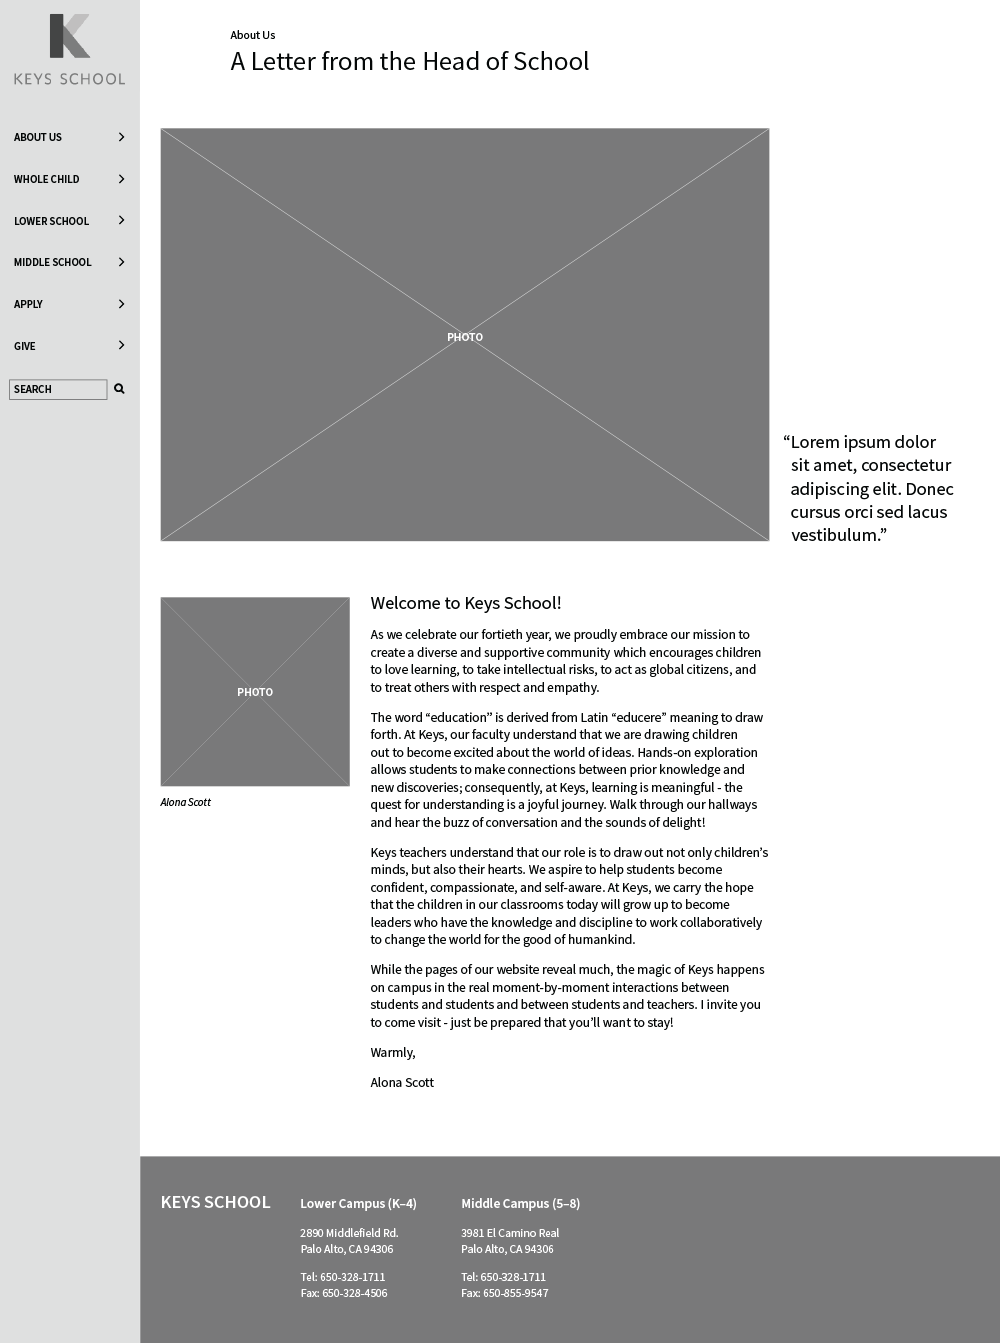 KEYS SCHOOL
ABOUT US
WHOLE CHILD
LOWER SCHOOL
MIDDLE SCHOOL
APPLY
GIVE
SEARCH
About Us
A Letter from the Head of School
PHOTO
“Lorem ipsum dolor
sit amet, consectetur
adipiscing elit. Donec
cursus orci sed lacus
vestibulum.”
PHOTO
Alona Scott
Welcome to Keys School!
As we celebrate our fortieth year, we proudly embrace our mission to
create a diverse and supportive community which encourages children
to love learning, to take intellectual risks, to act as global citizens, and
to treat others with respect and empathy.
The word “education” is derived from Latin “educere” meaning to draw
forth. At Keys, our faculty understand that we are drawing children
out to become excited about the world of ideas. Hands-on exploration
allows students to make connections between prior knowledge and
new discoveries; consequently, at Keys, learning is meaningful - the
quest for understanding is a joyful journey. Walk through our hallways
and hear the buzz of conversation and the sounds of delight!
Keys teachers understand that our role is to draw out not only children’s
minds, but also their hearts. We aspire to help students become
confident, compassionate, and self-aware. At Keys, we carry the hope
that the children in our classrooms today will grow up to become
leaders who have the knowledge and discipline to work collaboratively
to change the world for the good of humankind.
While the pages of our website reveal much, the magic of Keys happens
on campus in the real moment-by-moment interactions between
students and students and between students and teachers. I invite you
to come visit - just be prepared that you’ll want to stay!
Warmly,
Alona Scott
KEYS SCHOOL
Lower Campus (K–4)
2890 Middlefield Rd.
Palo Alto, CA 94306
Tel: 650-328-1711
Fax: 650-328-4506
Middle Campus (5–8)
3981 El Camino Real
Palo Alto, CA 94306
Tel: 650-328-1711
Fax: 650-855-9547